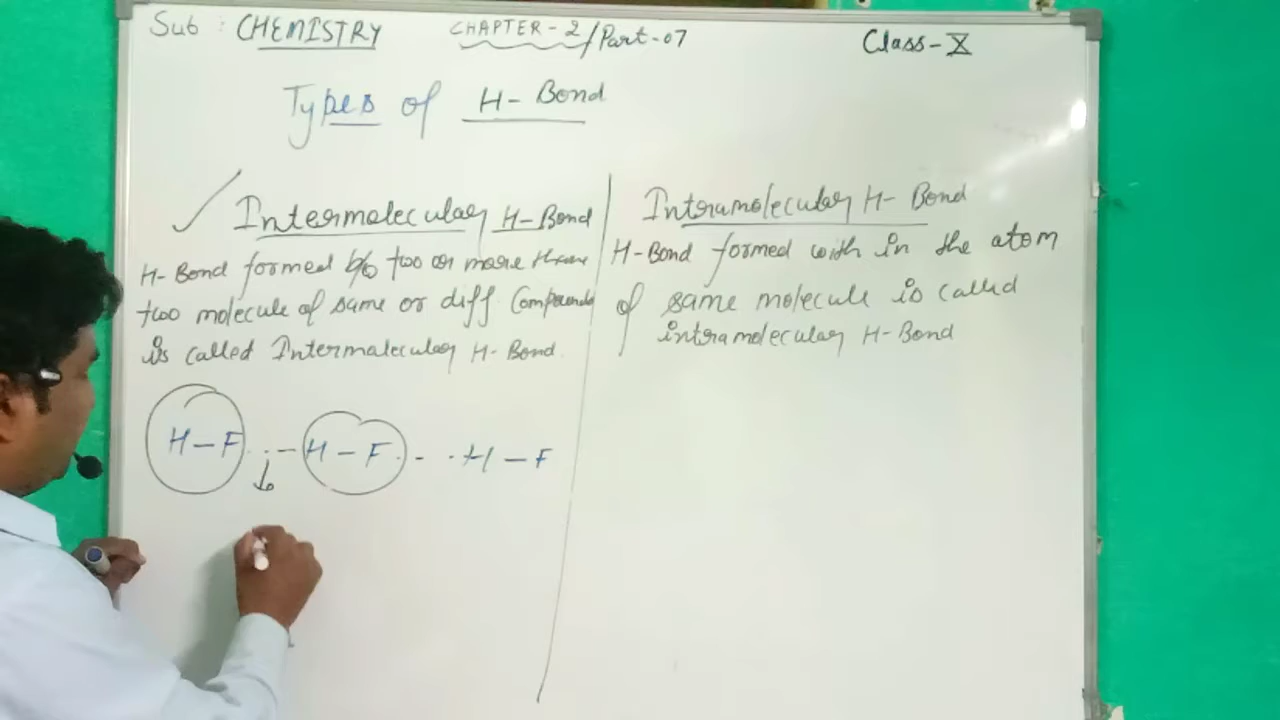 Sub : CHEMISTRY CHAPTER-2/Part-07 Class-X
Types of H-Bond
Intermolecular H-Bond
H-Bond formed b/w two or more than
two molecule of same or diff Compounds
is called Intermolecular H-Bond.
H-F...-H-F...H-F
Intramolecular H-Bond
H-Bond formed with in the atom
of same molecule is called
intramolecular H-Bond